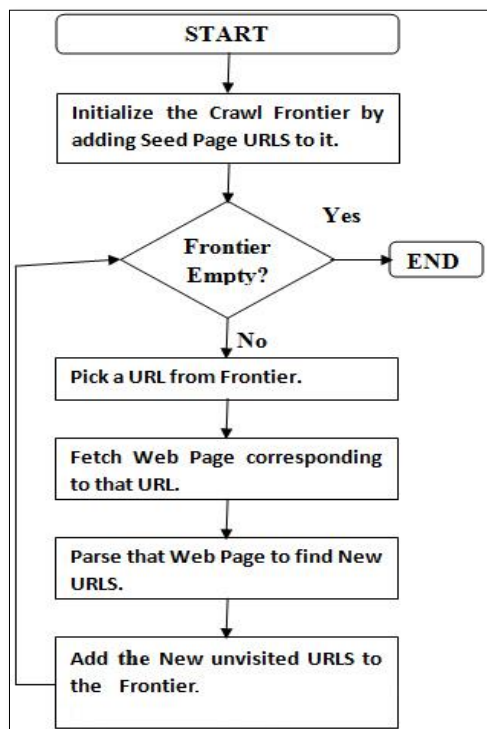 START
Initialize the Crawl Frontier by
adding Seed Page URLS to it.
Yes
Frontier
Empty?
END
No
Pick a URL from Frontier.
Fetch Web Page corresponding
to that URL.
Parse that Web Page to find New
URLS.
Add the New unvisited URLS to
the Frontier.